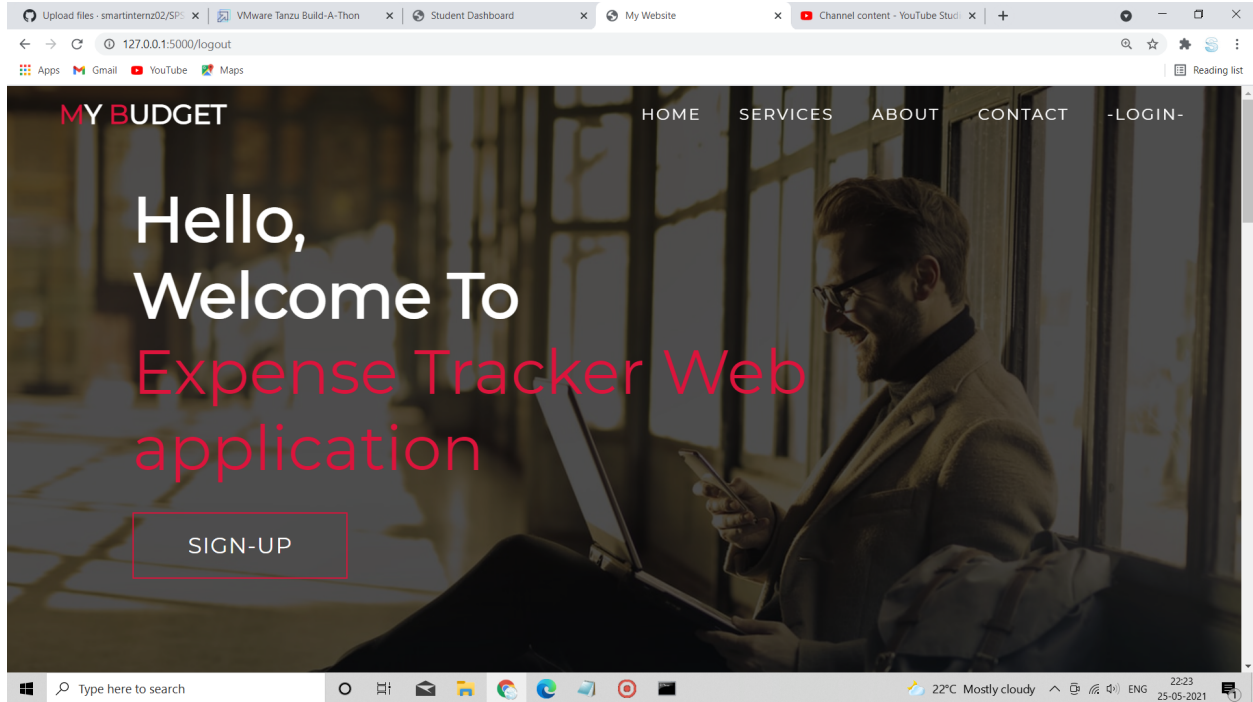 Upload files · smartinternz02/SPS
VMware Tanzu Build-A-Thon
Student Dashboard
My Website
Channel content - YouTube Stud
127.0.0.1:5000/logout
Apps
Gmail
YouTube
Maps
Reading list
MY BUDGET
HOME
SERVICES
ABOUT
CONTACT
-LOGIN-
Hello,
Welcome To
Expense Tracker Web
application
SIGN-UP
Type here to search
22°C Mostly cloudy
ENG
22:23
25-05-2021
1